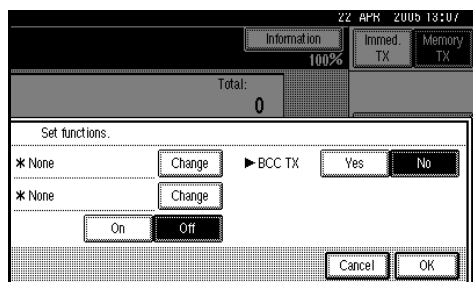 22 APR 2005 13:07
Information
Immed. TX
Memory TX
100%
Total:
0
Set functions.
* None Change ► BCC TX Yes No
* None Change
On Off
Cancel OK